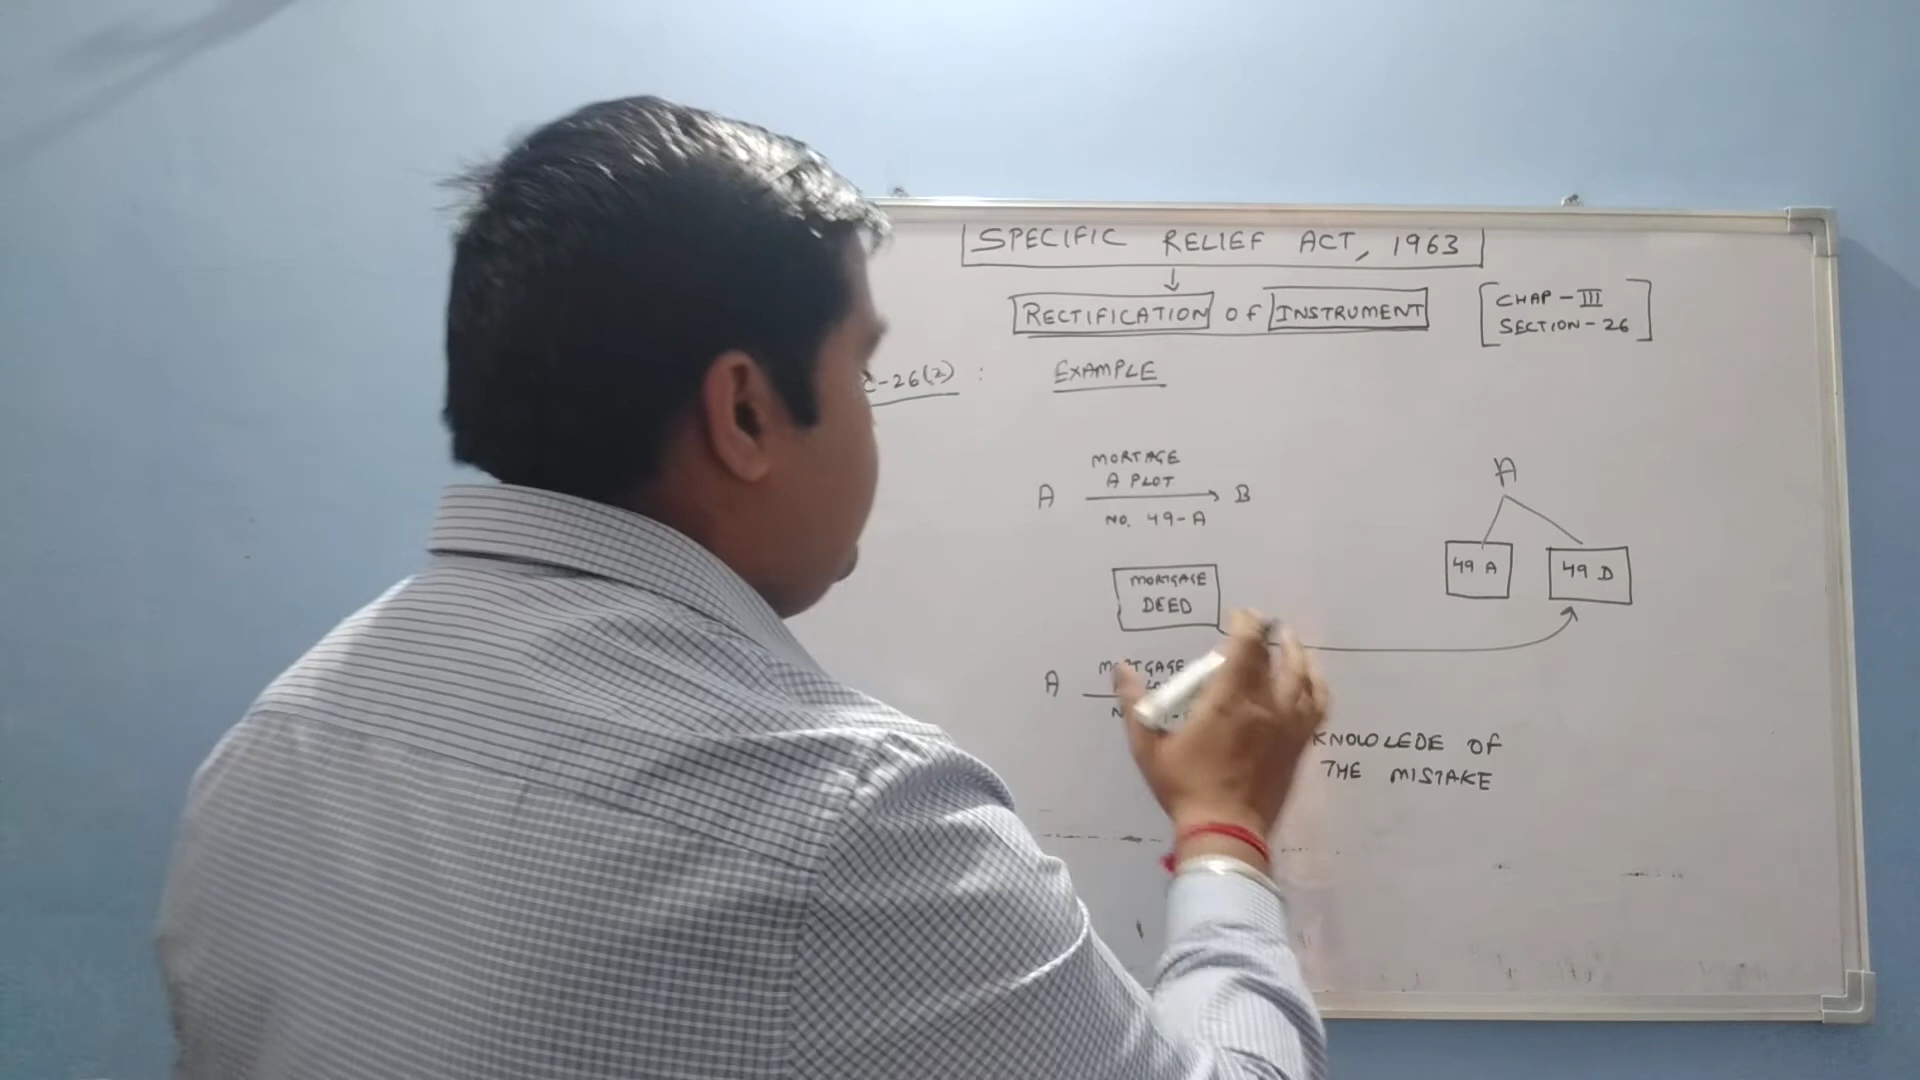 SPECIFIC RELIEF ACT, 1963
RECTIFICATION OF INSTRUMENT
CHAP - III
SECTION - 26
-26(2) : EXAMPLE
MORTAGE
A PLOT
A B
NO. 49-A
A
49 A 49 D
MORTGAGE
DEED
MORTGAGE
A
KNOWLEDE OF
THE MISTAKE